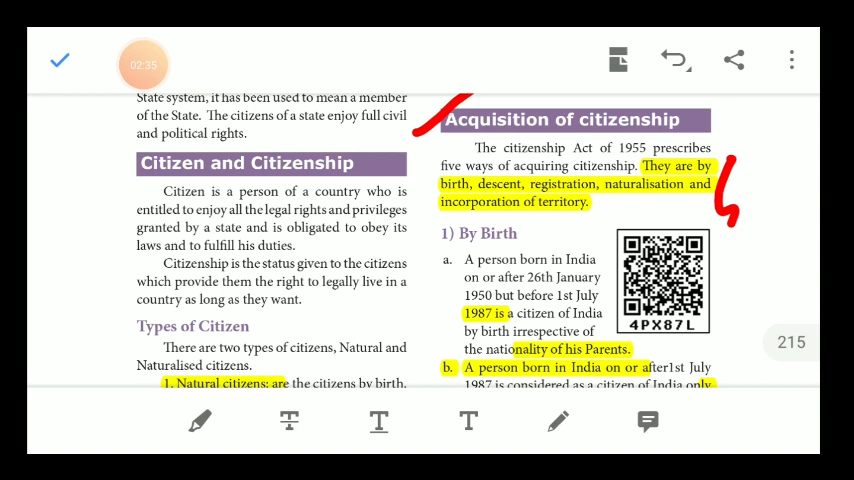 02:35
State system, it has been used to mean a member
of the State. The citizens of a state enjoy full civil
and political rights.
Citizen and Citizenship
Citizen is a person of a country who is
entitled to enjoy all the legal rights and privileges
granted by a state and is obligated to obey its
laws and to fulfill his duties.
Citizenship is the status given to the citizens
which provide them the right to legally live in a
country as long as they want.
Types of Citizen
There are two types of citizens, Natural and
Naturalised citizens.
1. Natural citizens: are the citizens by birth.
Acquisition of citizenship
The citizenship Act of 1955 prescribes
five ways of acquiring citizenship. They are by
birth, descent, registration, naturalisation and
incorporation of territory.
1) By Birth
a. A person born in India
on or after 26th January
1950 but before 1st July
1987 is a citizen of India
by birth irrespective of
the nationality of his Parents.
4PX87L
b. A person born in India on or after1st July
1987 is considered as a citizen of India only
215
T
T
T